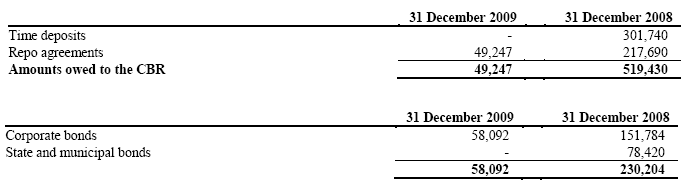 31 December 2009 31 December 2008
Time deposits - 301,740
Repo agreements 49,247 217,690
Amounts owed to the CBR 49,247 519,430
31 December 2009 31 December 2008
Corporate bonds 58,092 151,784
State and municipal bonds - 78,420
58,092 230,204